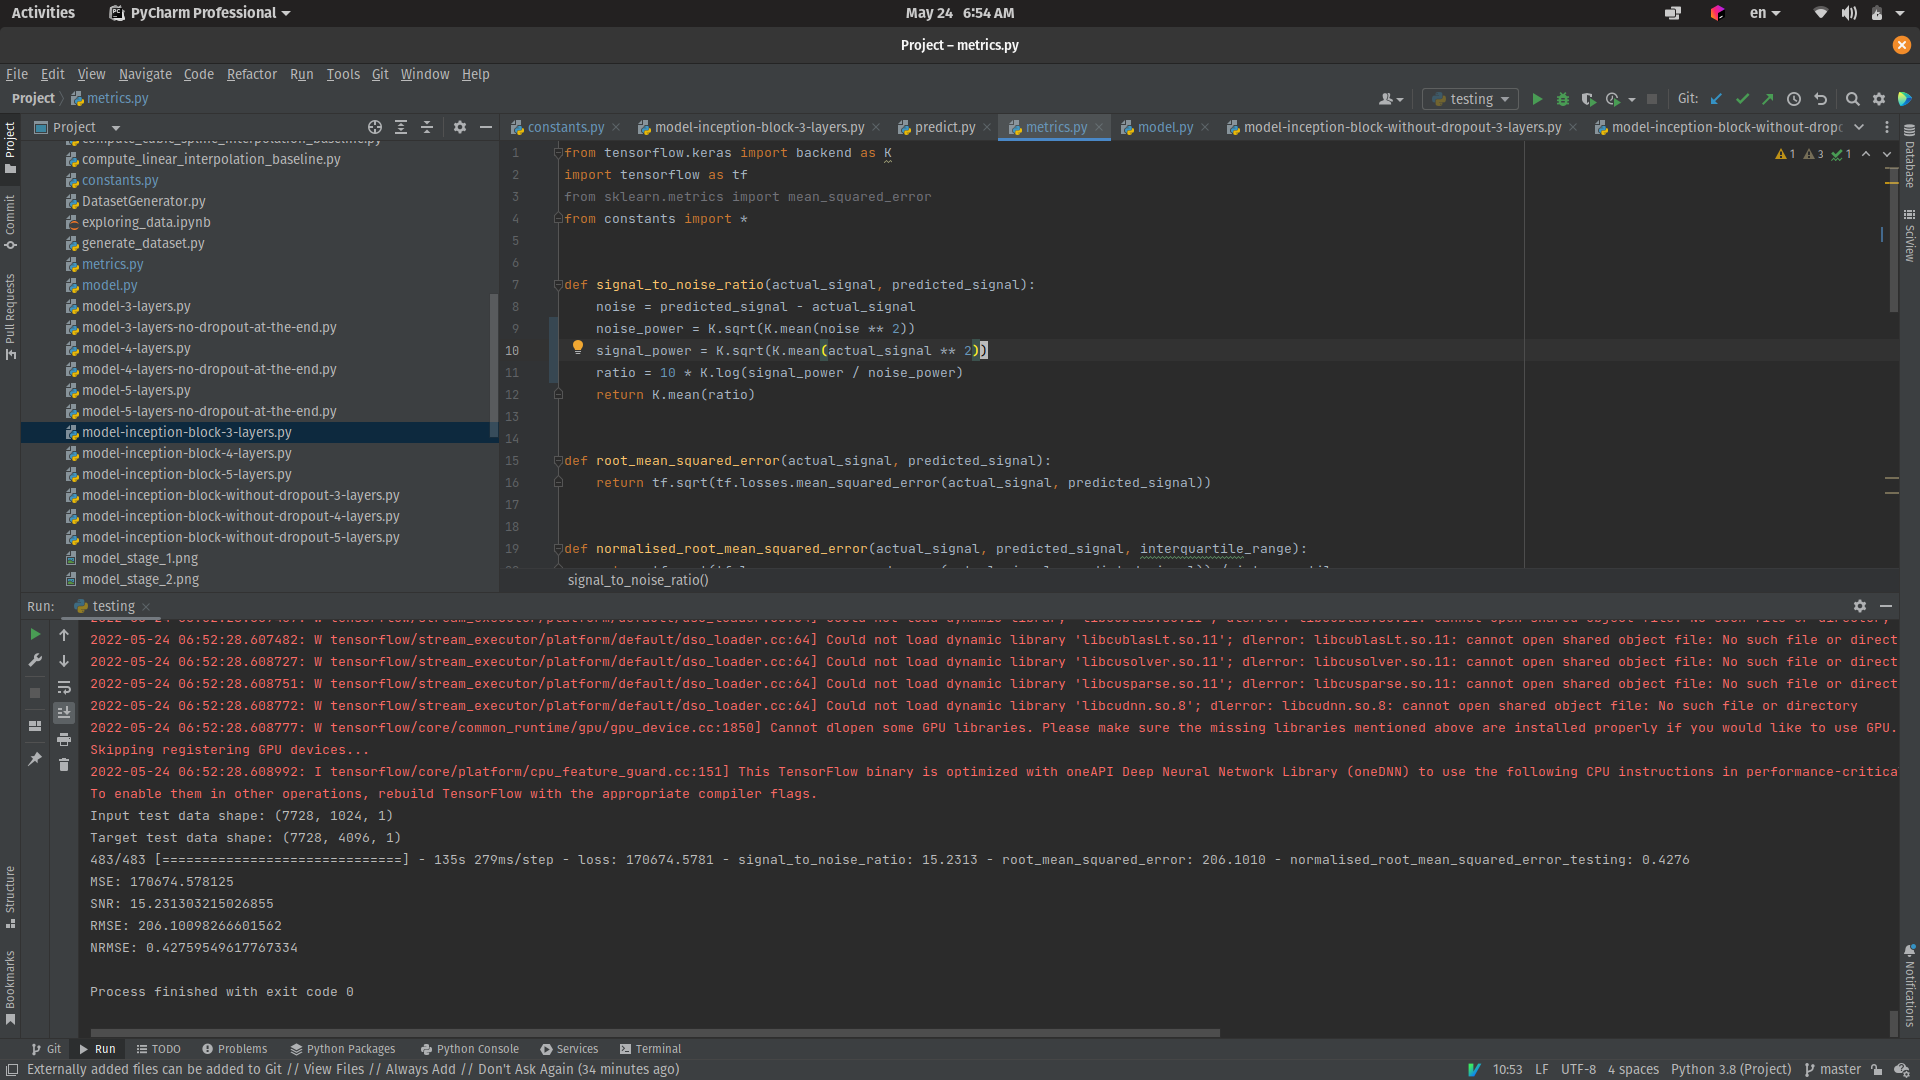 Activities
PyCharm Professional
May 24 6:54 AM
en
Project – metrics.py
File Edit View Navigate Code Refactor Run Tools Git Window Help
Project metrics.py
testing
Git:
Project
constants.py
model-inception-block-3-layers.py
predict.py
metrics.py
model.py
model-inception-block-without-dropout-3-layers.py
compute_linear_interpolation_baseline.py
constants.py
DatasetGenerator.py
exploring_data.ipynb
generate_dataset.py
metrics.py
model.py
model-3-layers.py
model-3-layers-no-dropout-at-the-end.py
model-4-layers.py
model-4-layers-no-dropout-at-the-end.py
model-5-layers.py
model-5-layers-no-dropout-at-the-end.py
model-inception-block-3-layers.py
model-inception-block-4-layers.py
model-inception-block-5-layers.py
model-inception-block-without-dropout-3-layers.py
model-inception-block-without-dropout-4-layers.py
model-inception-block-without-dropout-5-layers.py
model_stage_1.png
model_stage_2.png
Project
Commit
Pull Requests
Structure
Bookmarks
1 from tensorflow.keras import backend as K
2 import tensorflow as tf
3 from sklearn.metrics import mean_squared_error
4 from constants import *
5
6
7 def signal_to_noise_ratio(actual_signal, predicted_signal):
8 noise = predicted_signal - actual_signal
9 noise_power = K.sqrt(K.mean(noise ** 2))
10 signal_power = K.sqrt(K.mean(actual_signal ** 2))
11 ratio = 10 * K.log(signal_power / noise_power)
12 return K.mean(ratio)
13
14
15 def root_mean_squared_error(actual_signal, predicted_signal):
16 return tf.sqrt(tf.losses.mean_squared_error(actual_signal, predicted_signal))
17
18
19 def normalised_root_mean_squared_error(actual_signal, predicted_signal, interquartile_range):
1 3 1
signal_to_noise_ratio()
Database
SciView
Notifications
Run: testing
2022-05-24 06:52:28.607482: W tensorflow/stream_executor/platform/default/dso_loader.cc:64] Could not load dynamic library 'libcublasLt.so.11'; dlerror: libcublasLt.so.11: cannot open shared object file: No such file or direct
2022-05-24 06:52:28.608727: W tensorflow/stream_executor/platform/default/dso_loader.cc:64] Could not load dynamic library 'libcusolver.so.11'; dlerror: libcusolver.so.11: cannot open shared object file: No such file or direct
2022-05-24 06:52:28.608751: W tensorflow/stream_executor/platform/default/dso_loader.cc:64] Could not load dynamic library 'libcusparse.so.11'; dlerror: libcusparse.so.11: cannot open shared object file: No such file or direct
2022-05-24 06:52:28.608772: W tensorflow/stream_executor/platform/default/dso_loader.cc:64] Could not load dynamic library 'libcudnn.so.8'; dlerror: libcudnn.so.8: cannot open shared object file: No such file or directory
2022-05-24 06:52:28.608777: W tensorflow/core/common_runtime/gpu/gpu_device.cc:1850] Cannot dlopen some GPU libraries. Please make sure the missing libraries mentioned above are installed properly if you would like to use GPU.
Skipping registering GPU devices...
2022-05-24 06:52:28.608992: I tensorflow/core/platform/cpu_feature_guard.cc:151] This TensorFlow binary is optimized with oneAPI Deep Neural Network Library (oneDNN) to use the following CPU instructions in performance-critica
To enable them in other operations, rebuild TensorFlow with the appropriate compiler flags.
Input test data shape: (7728, 1024, 1)
Target test data shape: (7728, 4096, 1)
483/483 [==============================] - 135s 279ms/step - loss: 170674.5781 - signal_to_noise_ratio: 15.2313 - root_mean_squared_error: 206.1010 - normalised_root_mean_squared_error_testing: 0.4276
MSE: 170674.578125
SNR: 15.231303215026855
RMSE: 206.10098266601562
NRMSE: 0.42759549617767334
Process finished with exit code 0
Git Run TODO Problems Python Packages Python Console Services Terminal
Externally added files can be added to Git // View Files // Always Add // Don't Ask Again (34 minutes ago)
10:53 LF UTF-8 4 spaces Python 3.8 (Project) master